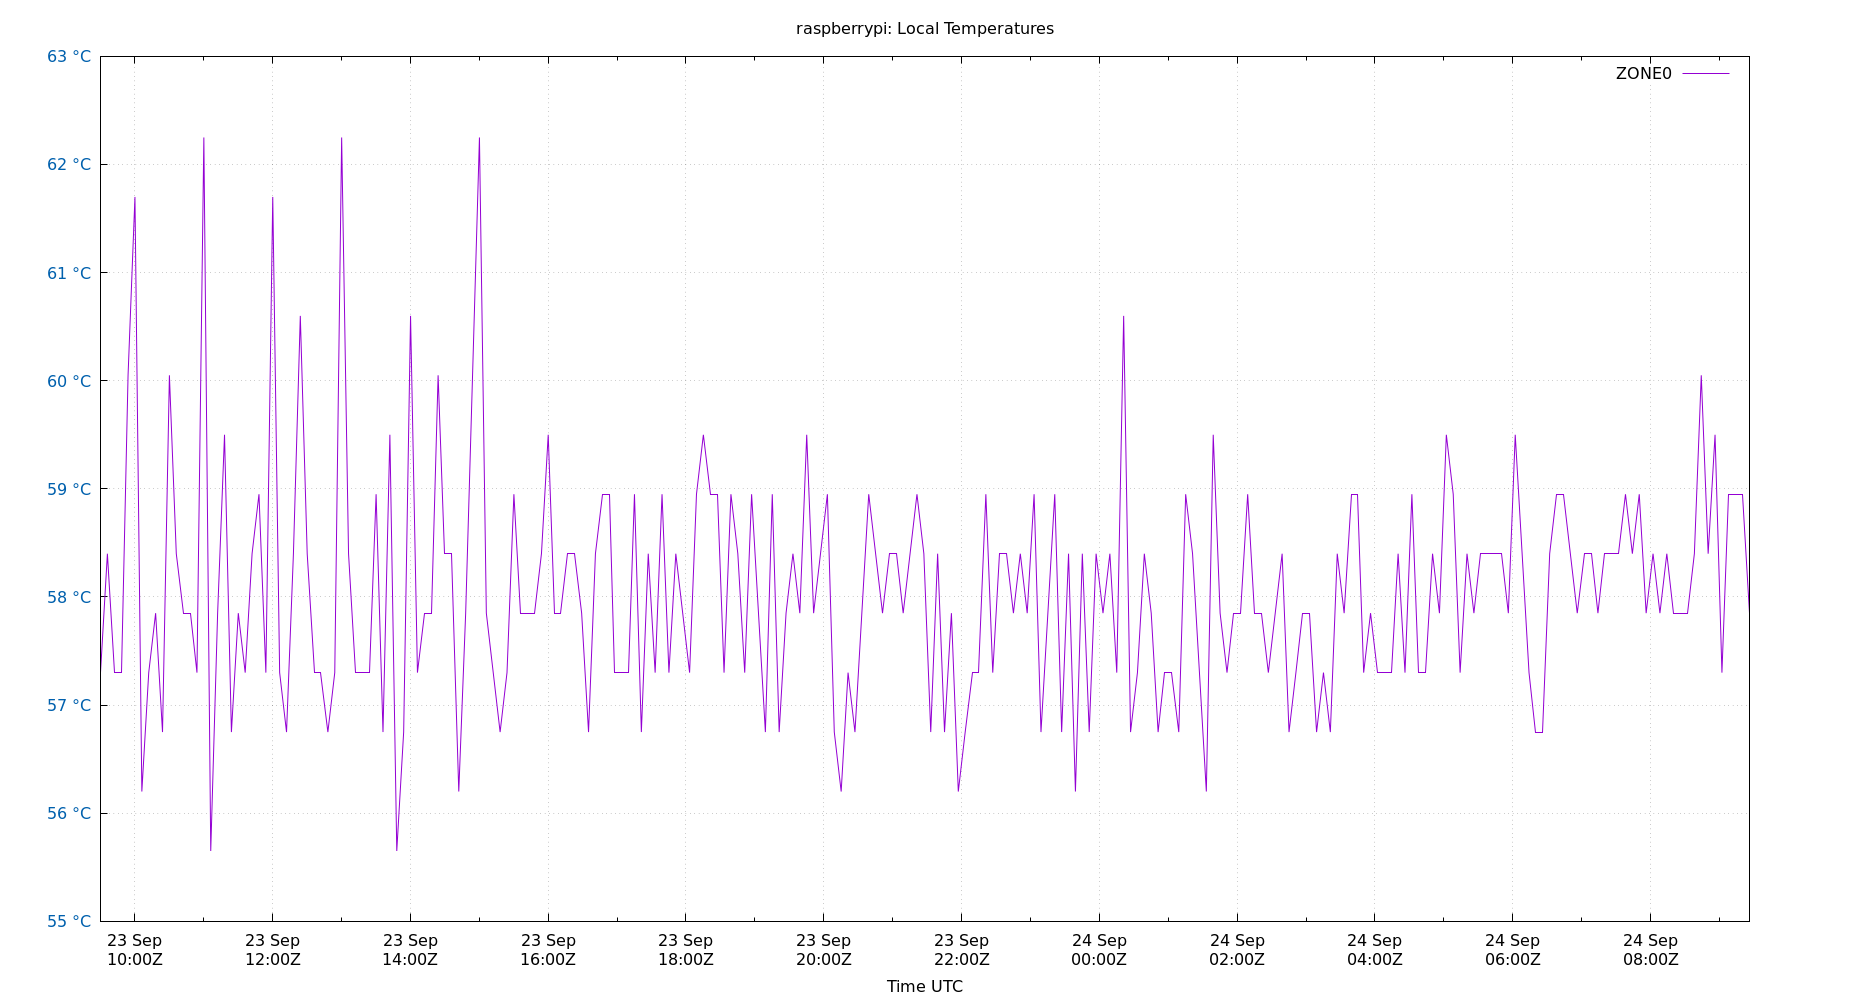 raspberrypi: Local Temperatures
63 °C
ZONE0
62 °C
61 °C
60 °C
59 °C
58 °C
57 °C
56 °C
55 °C
23 Sep 23 Sep 23 Sep 23 Sep 23 Sep 23 Sep 23 Sep 24 Sep 24 Sep 24 Sep 24 Sep 24 Sep
10:00Z 12:00Z 14:00Z 16:00Z 18:00Z 20:00Z 22:00Z 00:00Z 02:00Z 04:00Z 06:00Z 08:00Z
Time UTC